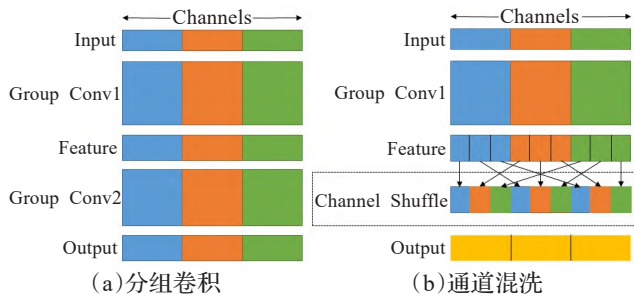 Channels
Input
Group Conv1
Feature
Group Conv2
Output
(a)分组卷积
Channels
Input
Group Conv1
Feature
Channel Shuffle
Output
(b)通道混洗